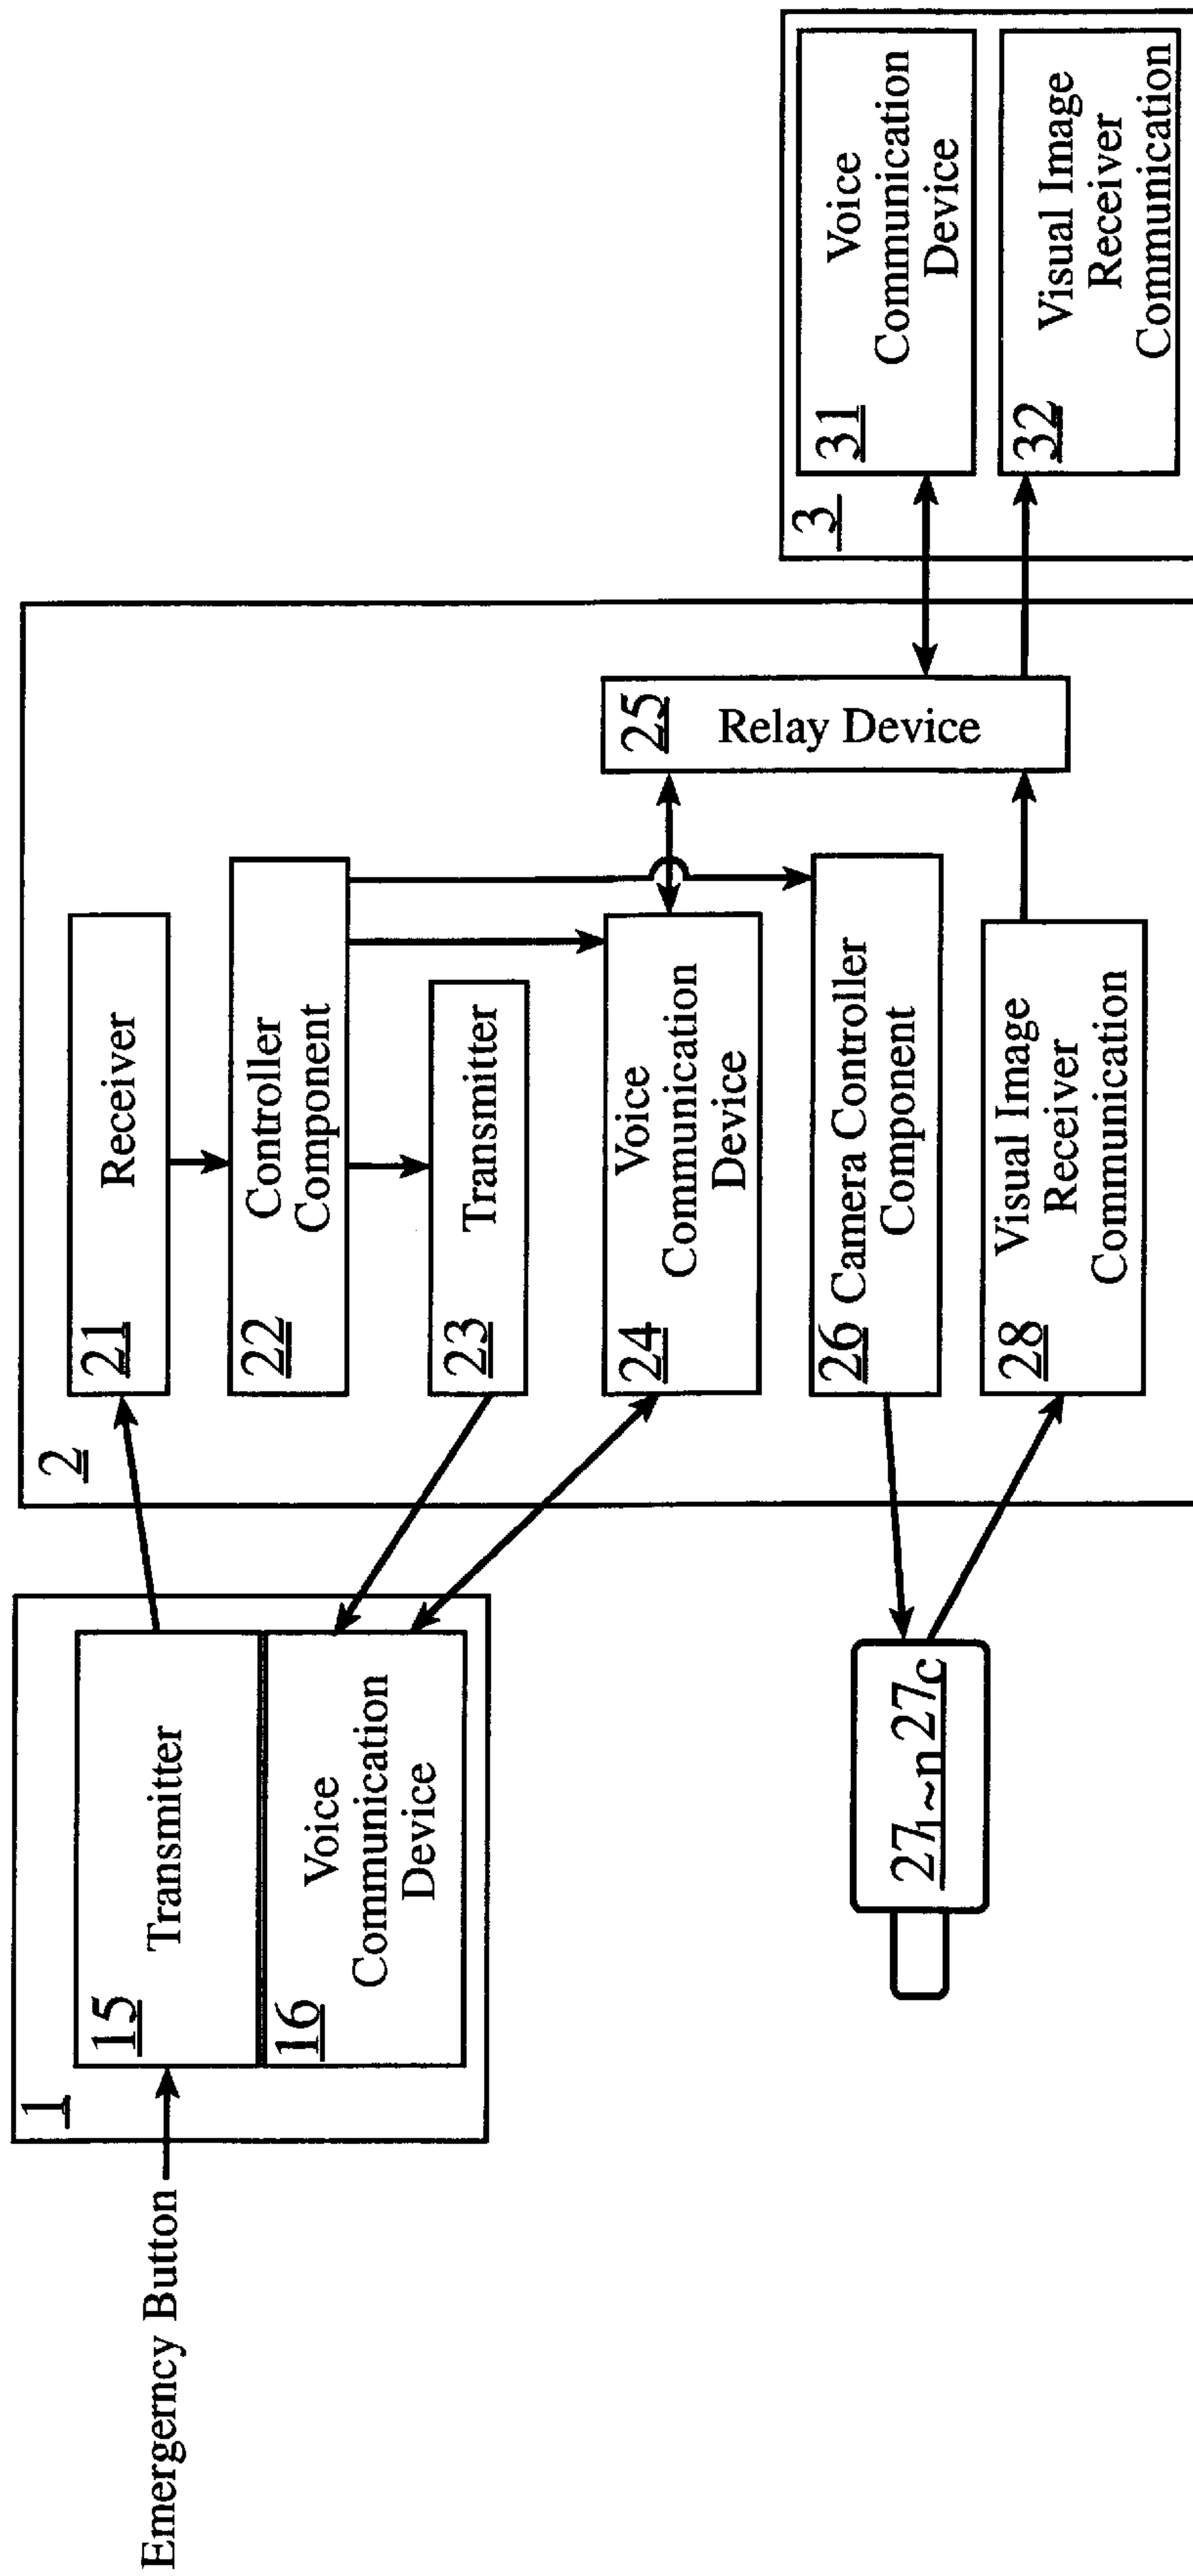 Emergerncy Button
1
15
Transmitter
16
Voice
Communication
Device
2
21
Receiver
22
Controller
Component
23
Transmitter
24
Voice
Communication
Device
25
Relay Device
26 Camera Controller
Component
27₁~n 27c
28
Visual Image
Receiver
Communication
3
31
Voice
Communication
Device
32
Visual Image
Receiver
Communication